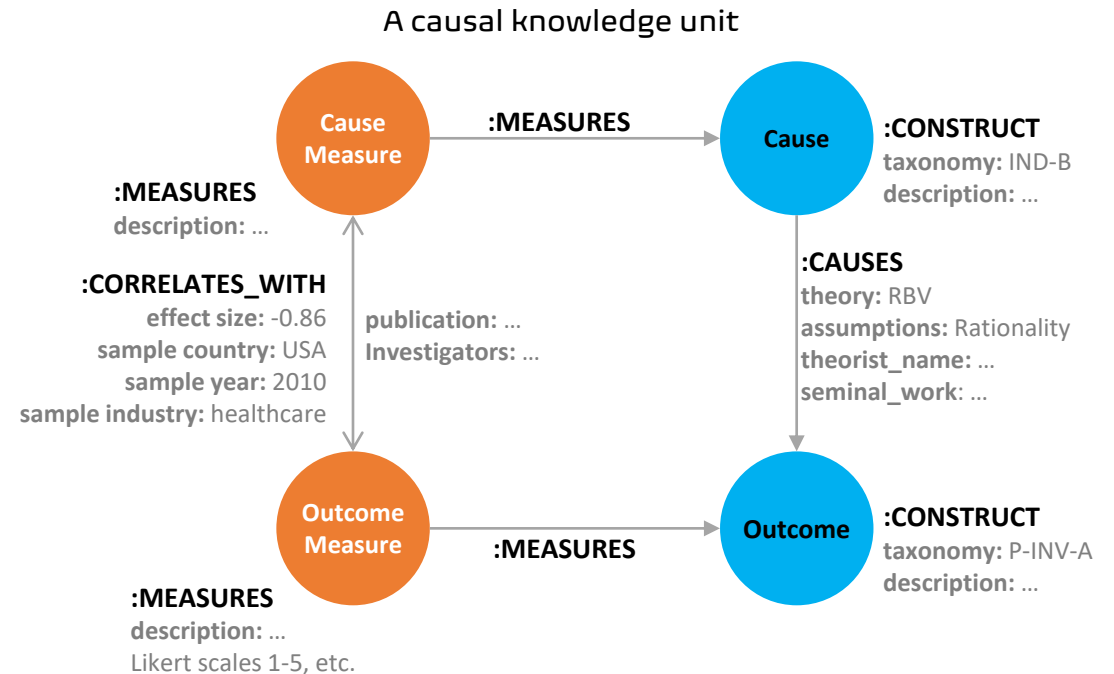 A causal knowledge unit
Cause
Measure
:MEASURES
Cause
:CONSTRUCT
taxonomy: IND-B
description: ...
:MEASURES
description: ...
:CORRELATES_WITH
effect size: -0.86
sample country: USA
sample year: 2010
sample industry: healthcare
publication: ...
Investigators: ...
:CAUSES
theory: RBV
assumptions: Rationality
theorist_name: ...
seminal_work: ...
Outcome
Measure
:MEASURES
Outcome
:CONSTRUCT
taxonomy: P-INV-A
description: ...
:MEASURES
description: ...
Likert scales 1-5, etc.